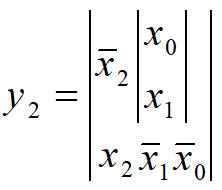 y₂ = | x̄₂ | x₀
x₁ | |
| x₂ x̄₁ x̄₀ |